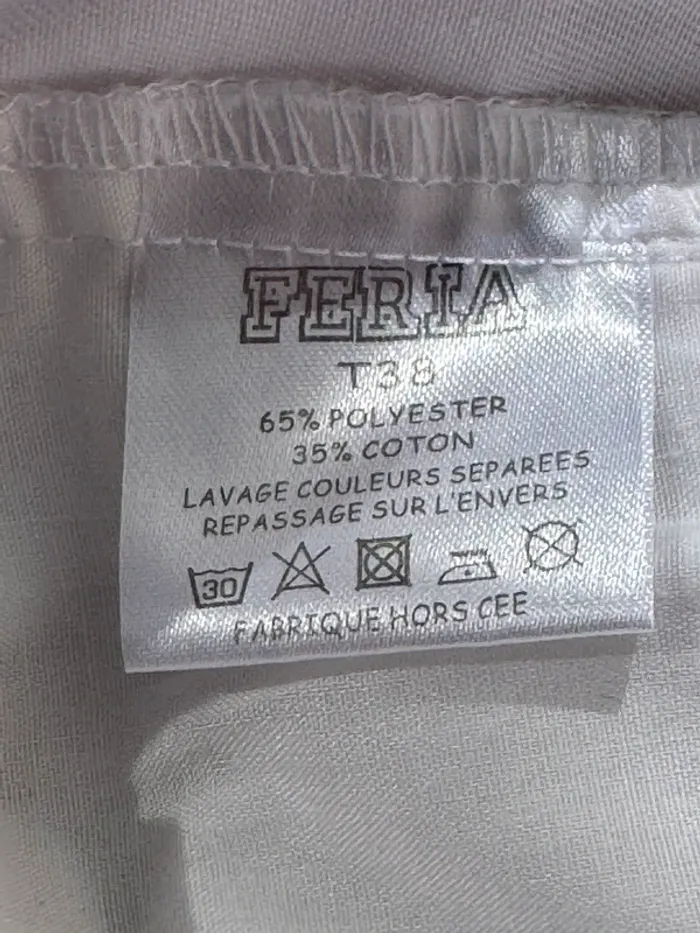 FERIA
T38
65% POLYESTER
35% COTON
LAVAGE COULEURS SEPAREES
REPASSAGE SUR L'ENVERS
30
FABRIQUE HORS CEE